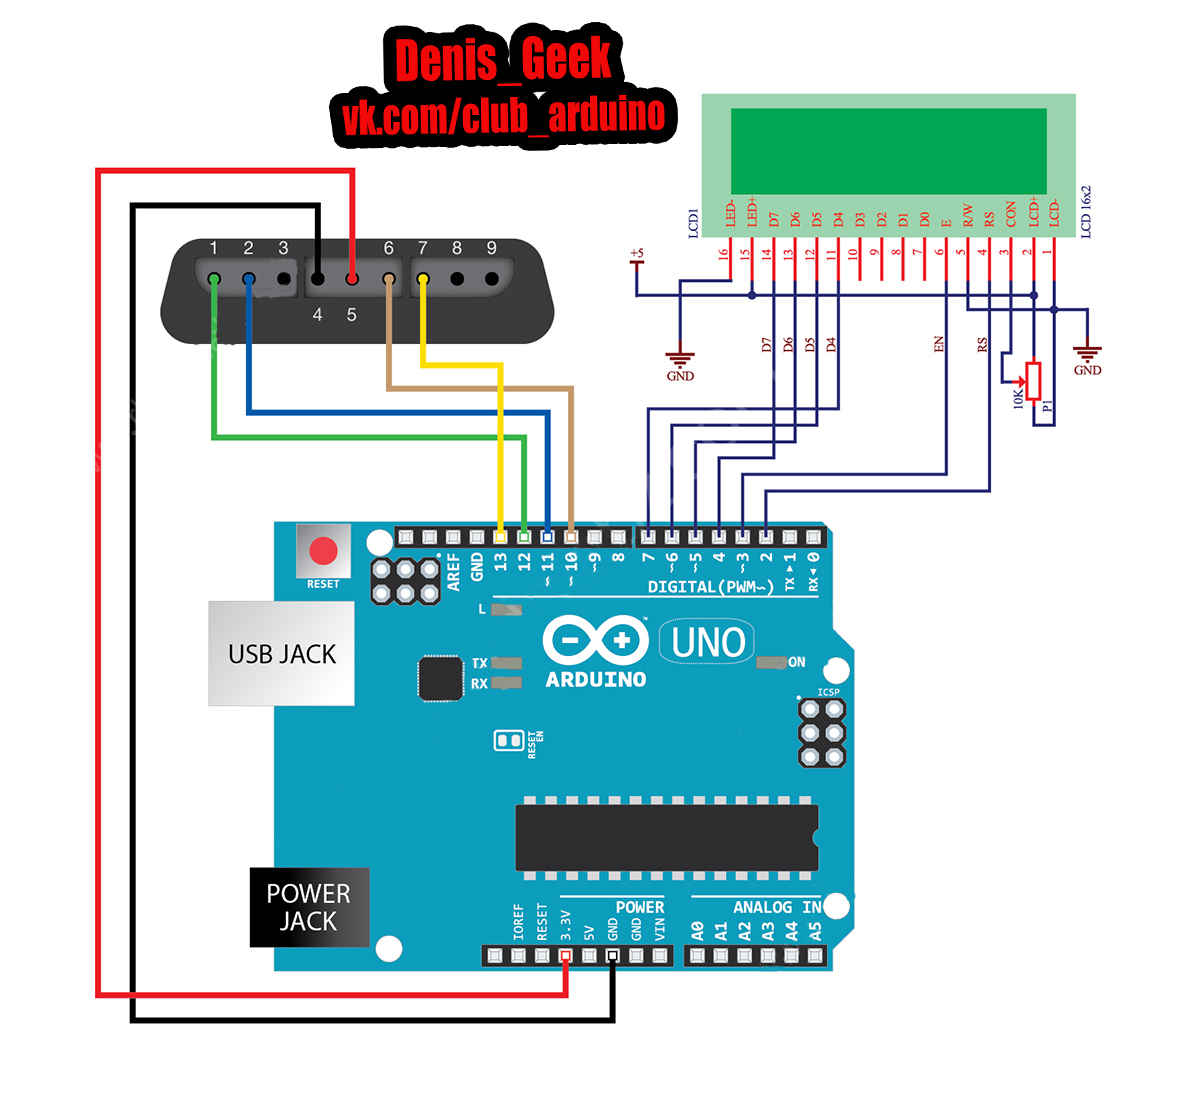 Denis_Geek
vk.com/club_arduino
LCD1
LCD 16x2
LED-
LED+
D7
D6
D5
D4
D3
D2
D1
D0
E
R/W
RS
CON
LCD+
LCD-
16
15
14
13
12
11
10
9
8
7
6
5
4
3
2
1
+5
GND
D7
D6
D5
D4
EN
RS
10K
P1
GND
1 2 3 6 7 8 9
4 5
RESET
AREF
GND
13
12
~11
~10
~9
8
7
~6
~5
4
~3
2
TX►1
RX◄0
DIGITAL(PWM~)
L
TX
RX
ARDUINO
TM
UNO
ON
ICSP
USB JACK
RESET
EN
POWER
JACK
POWER
ANALOG IN
IOREF
RESET
3.3V
5V
GND
GND
VIN
A0
A1
A2
A3
A4
A5